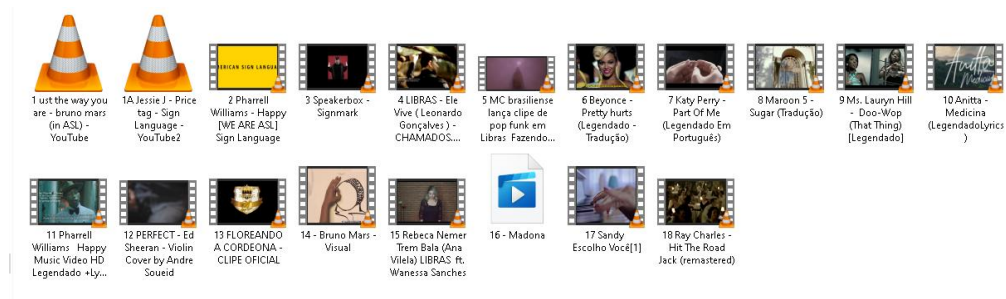 1 ust the way you
are - bruno mars
(in ASL) -
YouTube
1A Jessie J - Price
tag - Sign
Language -
YouTube2
2 Pharrell
Williams - Happy
[WE ARE ASL]
Sign Language
3 Speakerbox -
Signmark
4 LIBRAS - Ele
Vive ( Leonardo
Gonçalves ) -
CHAMADOS....
5 MC brasiliense
lança clipe de
pop funk em
Libras Fazendo...
6 Beyonce -
Pretty hurts
(Legendado -
Tradução)
7 Katy Perry -
Part Of Me
(Legendado Em
Português)
8 Maroon 5 -
Sugar (Tradução)
9 Ms. Lauryn Hill
- Doo-Wop
(That Thing)
[Legendado]
10 Anitta -
Medicina
(LegendadoLyrics
)
ERICAN SIGN LANGUA
Anitta
Medicina
11 Pharrell
Williams Happy
Music Video HD
Legendado +Ly...
12 PERFECT - Ed
Sheeran - Violin
Cover by Andre
Soueid
13 FLOREANDO
A CORDEONA -
CLIPE OFICIAL
14 - Bruno Mars -
Visual
15 Rebeca Nemer
Trem Bala (Ana
Vilela) LIBRAS ft.
Wanessa Sanches
16 - Madona
17 Sandy
Escolho Você[1]
18 Ray Charles -
Hit The Road
Jack (remastered)